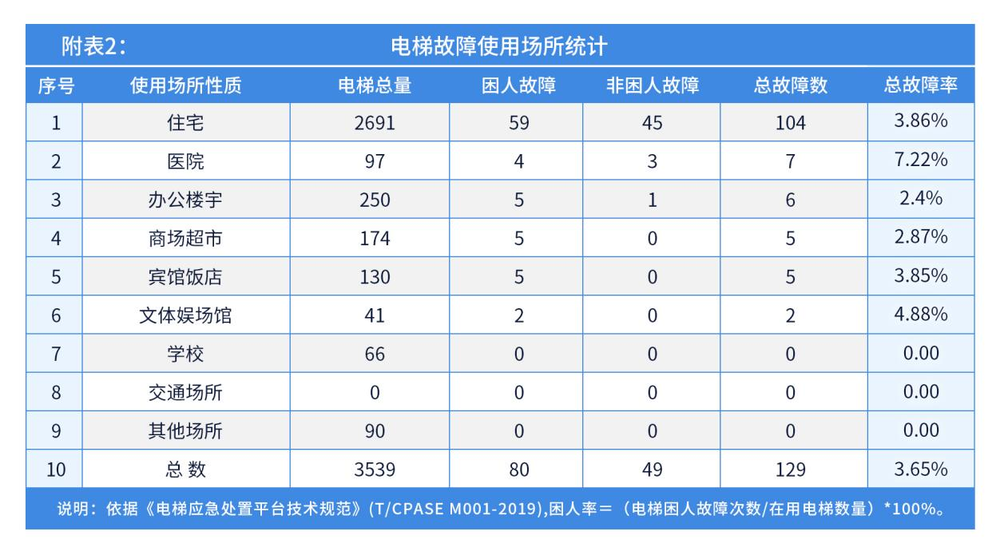 附表2： 电梯故障使用场所统计
序号 使用场所性质 电梯总量 困人故障 非困人故障 总故障数 总故障率
1 住宅 2691 59 45 104 3.86%
2 医院 97 4 3 7 7.22%
3 办公楼宇 250 5 1 6 2.4%
4 商场超市 174 5 0 5 2.87%
5 宾馆饭店 130 5 0 5 3.85%
6 文体娱场馆 41 2 0 2 4.88%
7 学校 66 0 0 0 0.00
8 交通场所 0 0 0 0 0.00
9 其他场所 90 0 0 0 0.00
10 总 数 3539 80 49 129 3.65%
说明：依据《电梯应急处置平台技术规范》(T/CPASE M001-2019),困人率＝（电梯困人故障次数/在用电梯数量）*100%。